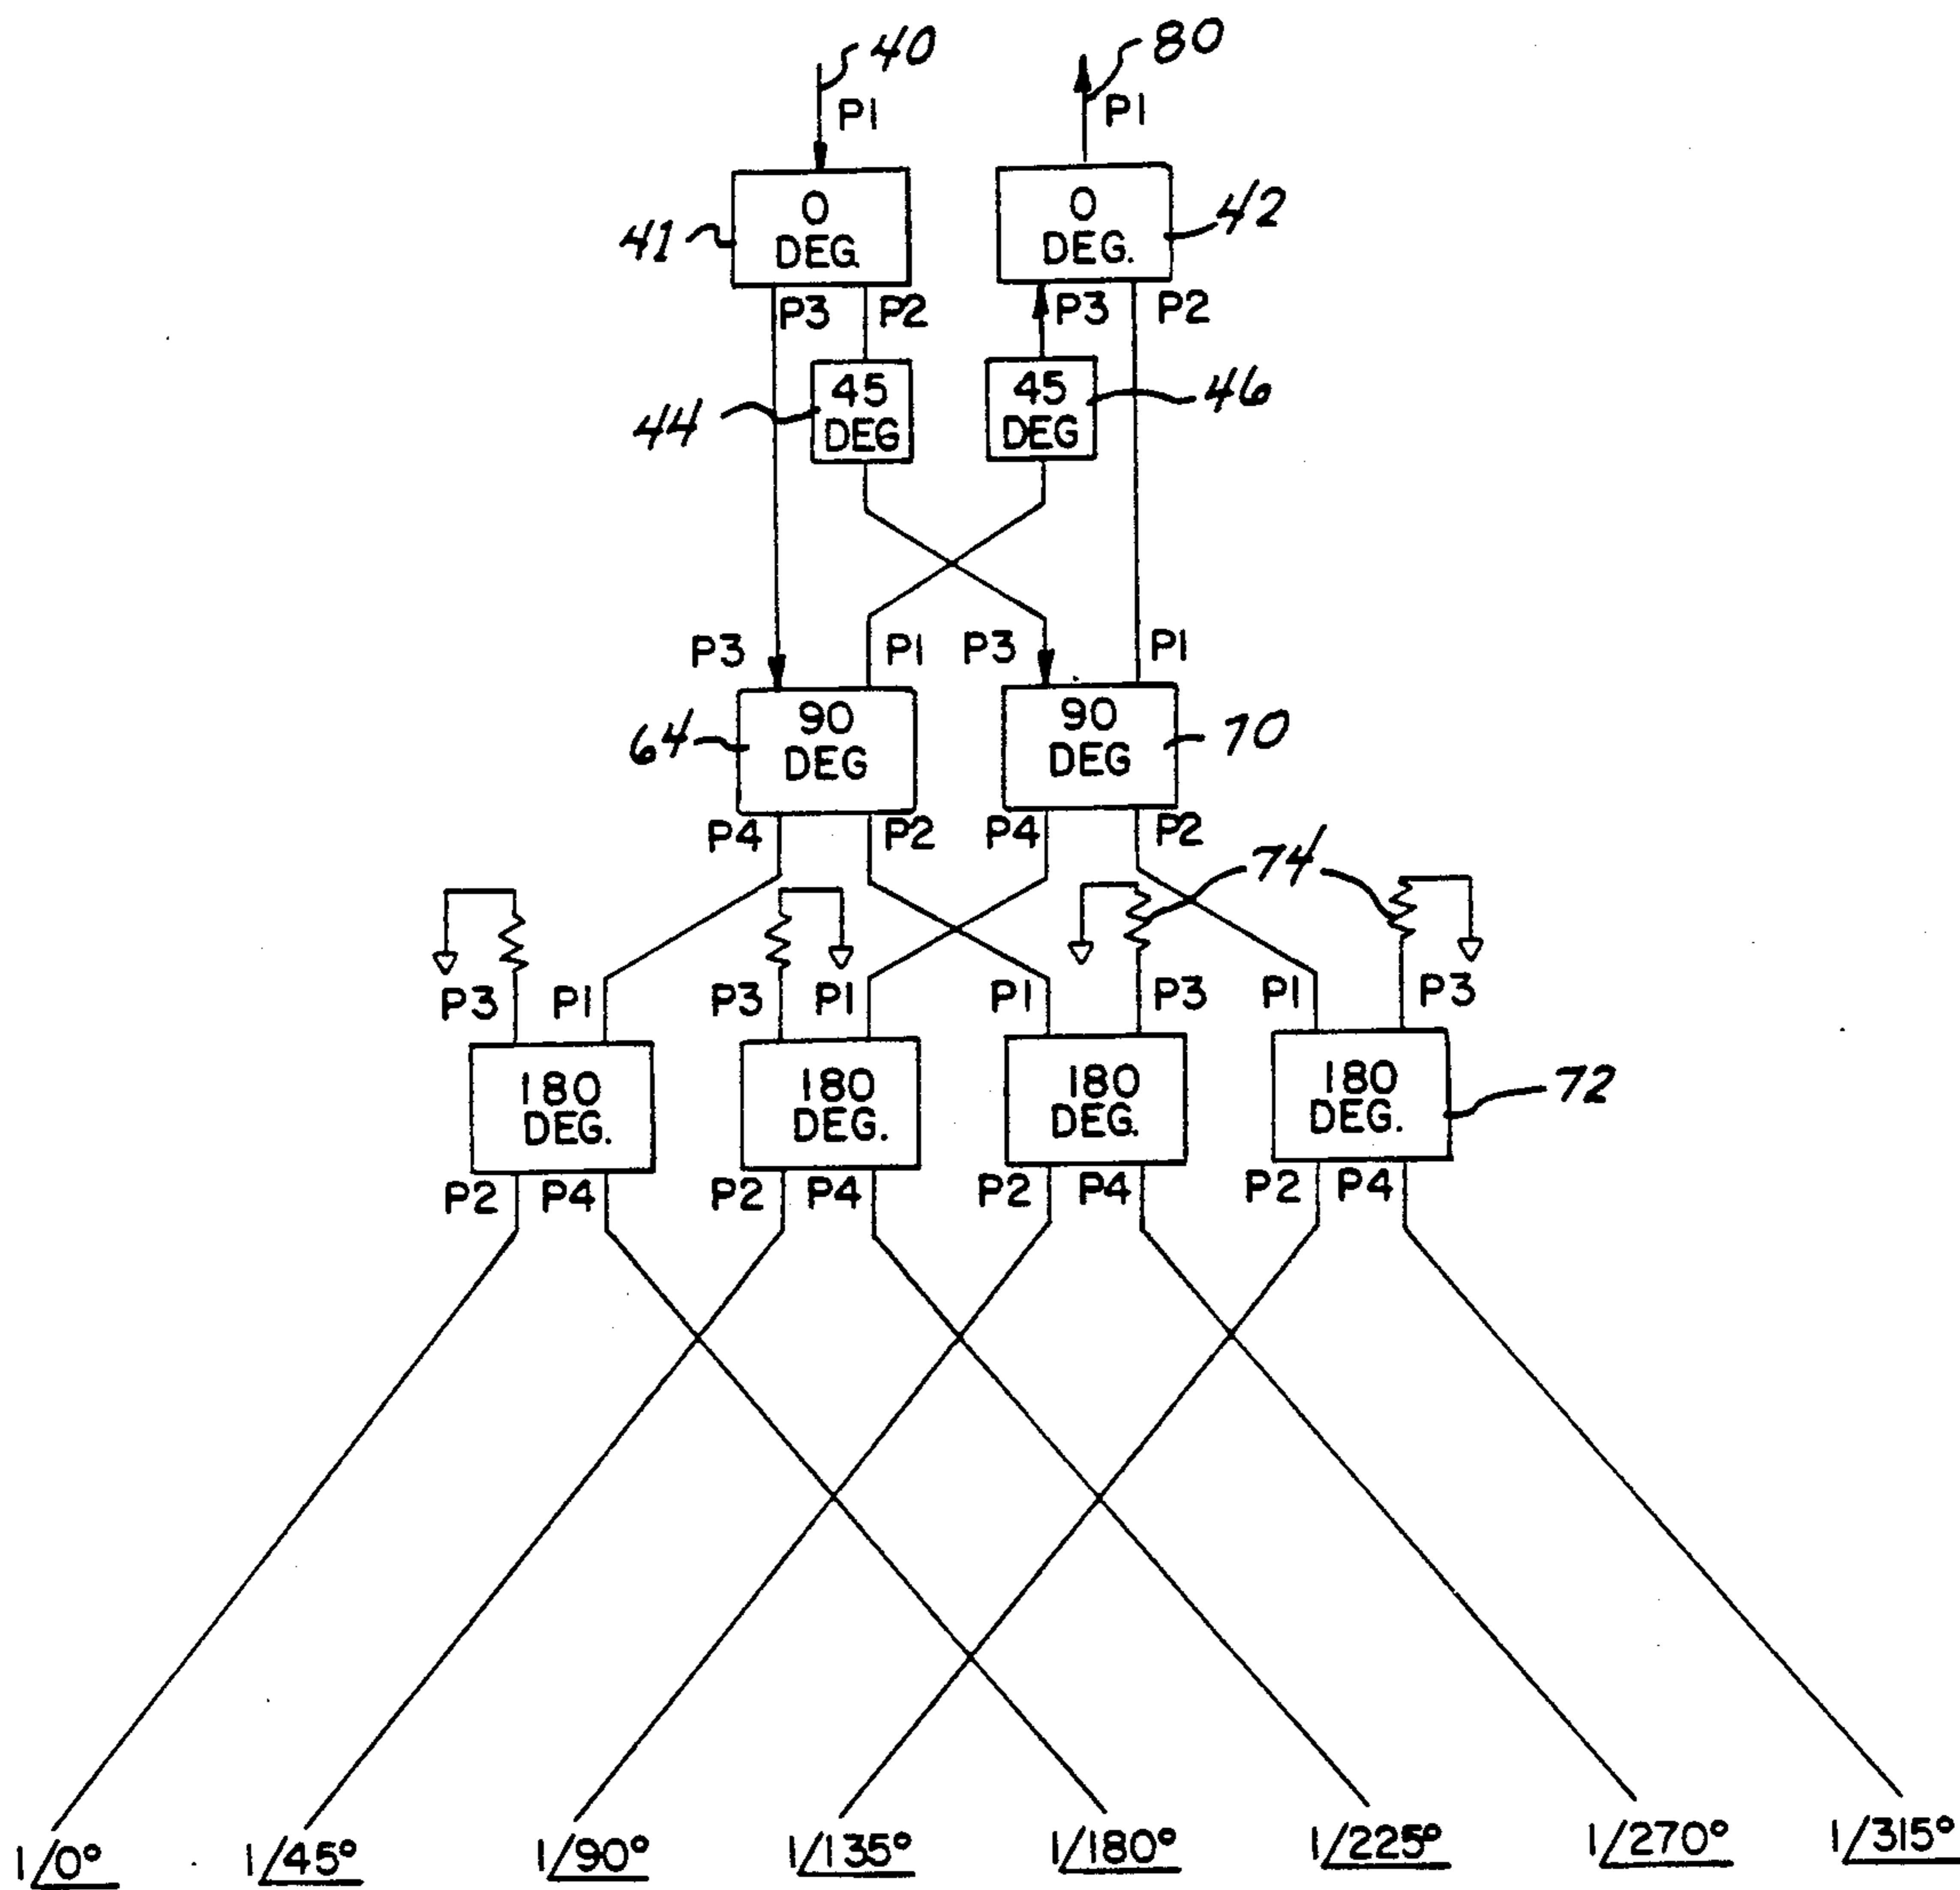 40
80
P1
P1
0
DEG.
0
DEG.
41
42
P3
P2
P3
P2
45
DEG
45
DEG
44
46
P3
P1
P3
P1
90
DEG
90
DEG
64
70
P4
P2
P4
P2
74
P3
P1
P3
P1
P1
P3
P1
P3
180
DEG.
180
DEG.
180
DEG.
180
DEG.
72
P2
P4
P2
P4
P2
P4
P2
P4
1/0°
1/45°
1/90°
1/135°
1/180°
1/225°
1/270°
1/315°